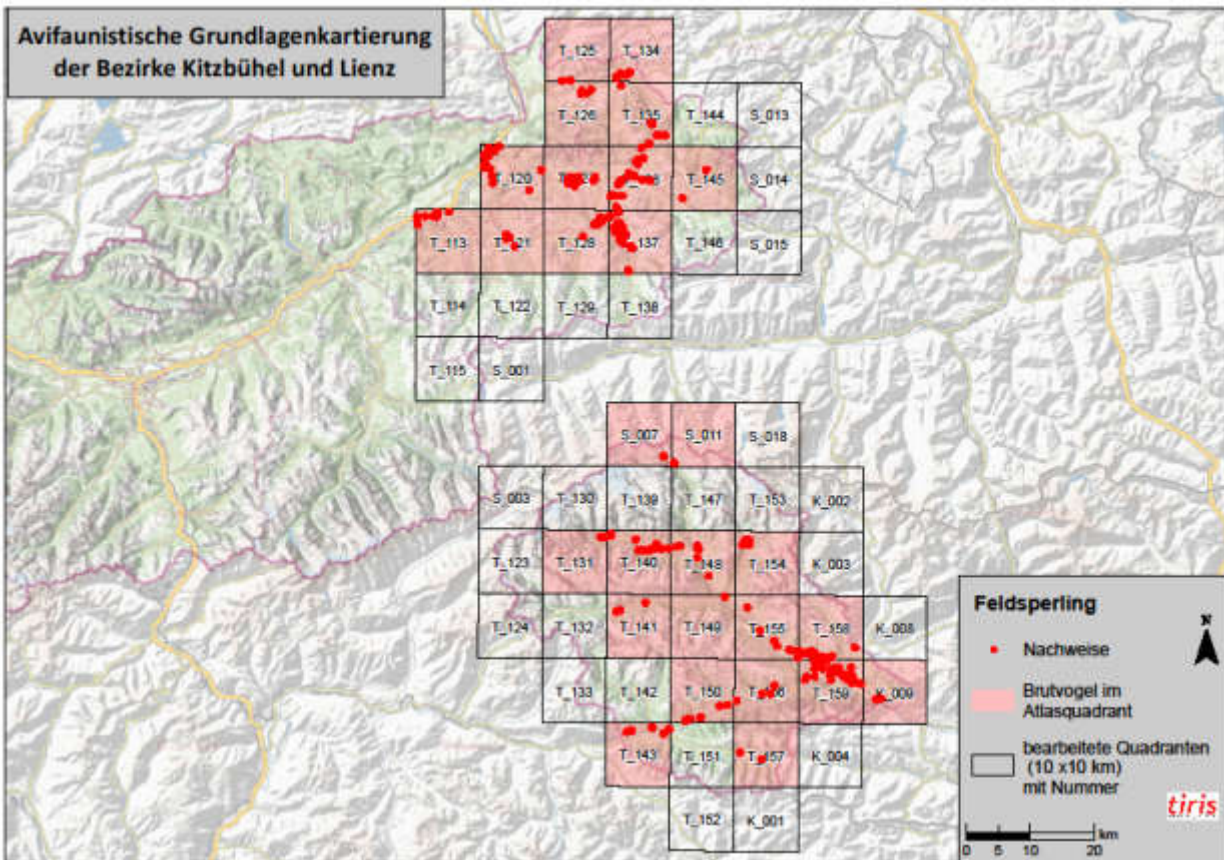 Avifaunistische Grundlagenkartierung
der Bezirke Kitzbühel und Lienz
T_125 T_134
T_126 T_135 T_144 S_013
T_120 T_145 S_014
T_113 T_128 T_146 S_015
T_114 T_122 T_129 T_138
T_115 S_001
S_007 S_011 S_018
S_003 T_130 T_139 T_147 T_153 K_002
T_123 T_131 T_140 T_148 T_154 K_003
T_124 T_132 T_141 T_149 T_155 T_158 K_008
T_133 T_142 T_150 T_159 K_009
T_143 T_151 T_157 K_004
T_152 K_001
Feldsperling
N
Nachweise
Brutvogel im
Atlasquadrant
bearbeitete Quadranten
(10 x10 km)
mit Nummer
tiris
km
0 5 10 20